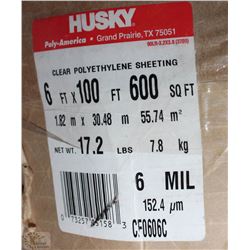 HUSKY
Poly-America • Grand Prairie, TX 75051
CLEAR POLYETHYLENE SHEETING
6 FT X 100 FT 600 SQ FT
1.82 m x 30.48 m 55.74 m²
NET WT. 17.2 LBS 7.8 kg
6 MIL
152.4 µm
CF0606C